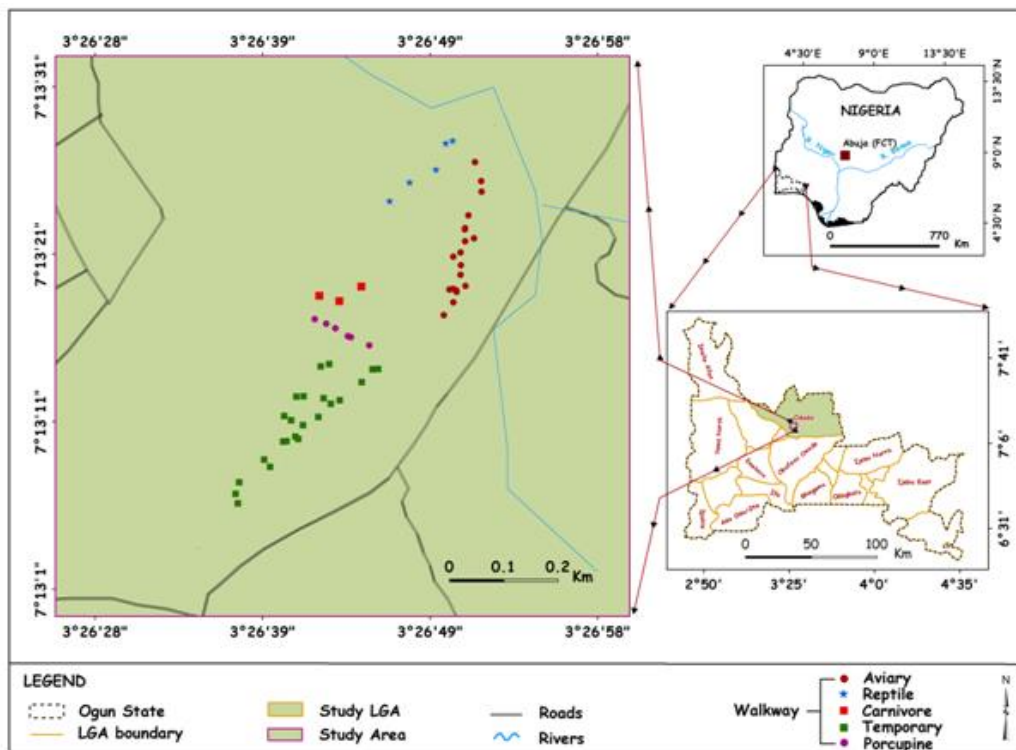 3°26'28"
3°26'39"
3°26'49"
3°26'58"
7°13'31"
7°13'21"
7°13'11"
7°13'1"
0 0.1 0.2
Km
3°26'28"
3°26'39"
3°26'49"
3°26'58"
4°30'E 9°0'E 13°30'E
13°30'N
9°0'N
4°30'N
NIGERIA
Abuja (FCT)
0 770
Km
7°41'
7°6'
6°31'
0 50 100
Km
2°50' 3°25' 4°0' 4°35'
LEGEND
Ogun State
LGA boundary
Study LGA
Study Area
Roads
Rivers
Walkway
Aviary
Reptile
Carnivore
Temporary
Porcupine
N